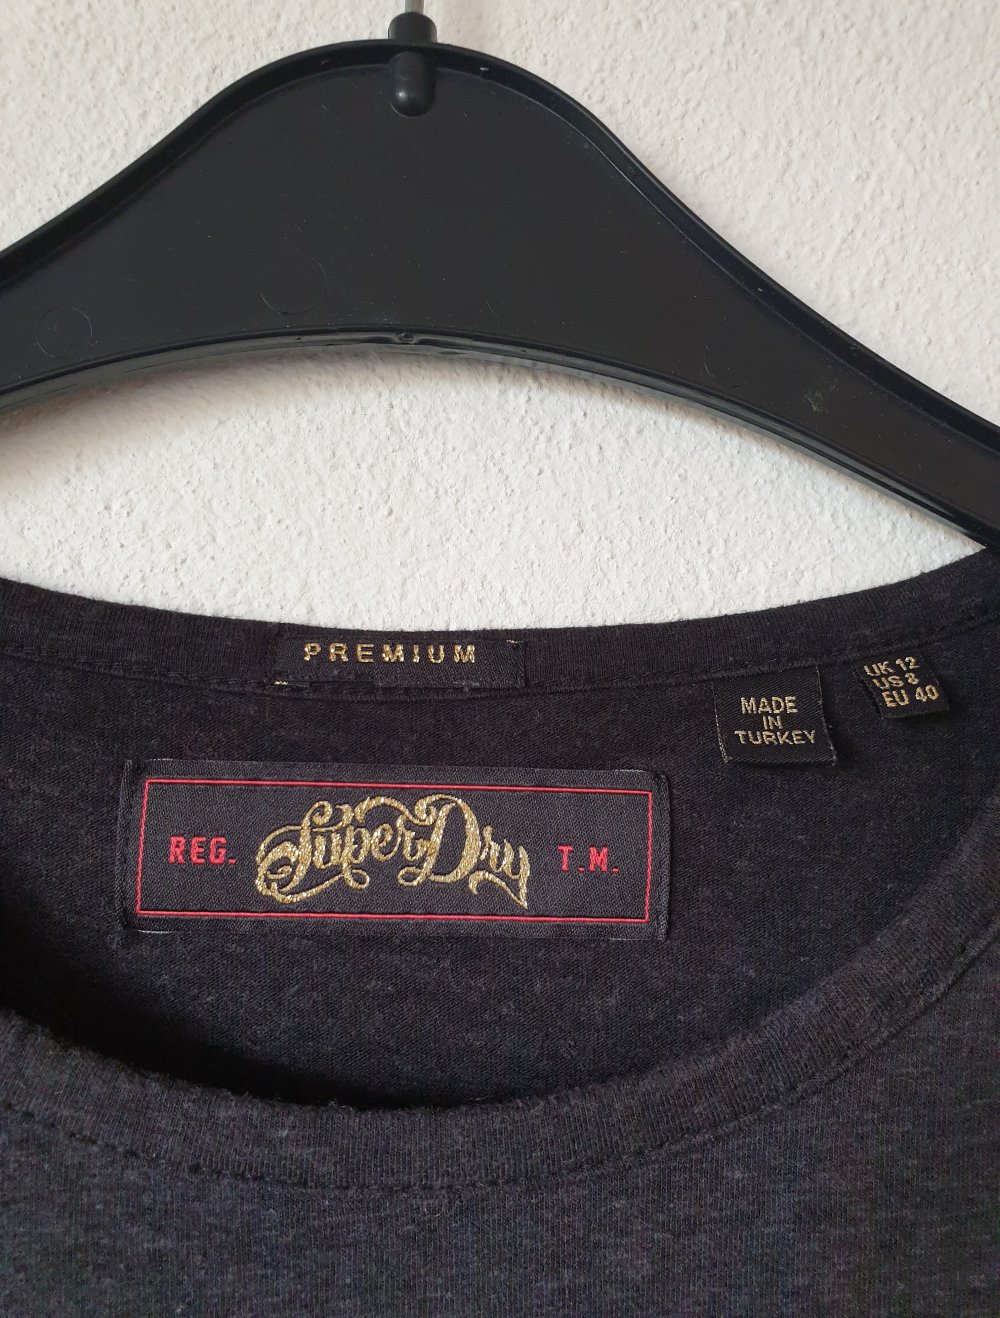 PREMIUM
MADE
IN
TURKEY
UK 12
US 8
EU 40
REG. SuperDry T.M.